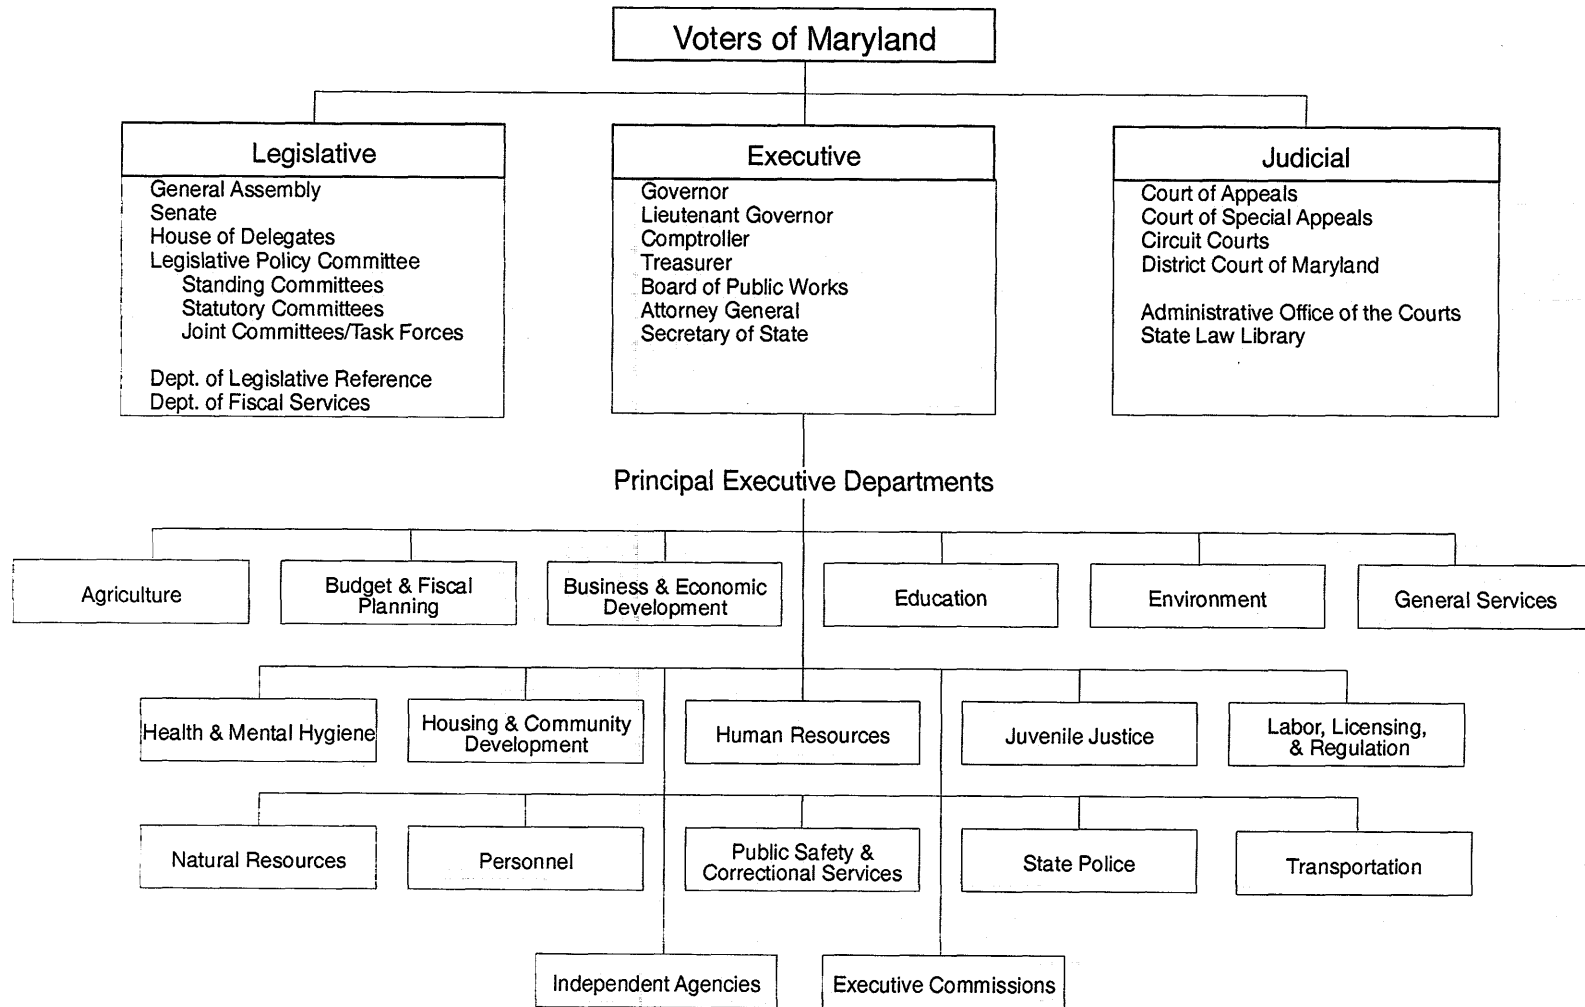 Voters of Maryland
Legislative
General Assembly
Senate
House of Delegates
Legislative Policy Committee
Standing Committees
Statutory Committees
Joint Committees/Task Forces
Dept. of Legislative Reference
Dept. of Fiscal Services
Executive
Governor
Lieutenant Governor
Comptroller
Treasurer
Board of Public Works
Attorney General
Secretary of State
Judicial
Court of Appeals
Court of Special Appeals
Circuit Courts
District Court of Maryland
Administrative Office of the Courts
State Law Library
Principal Executive Departments
Agriculture
Budget & Fiscal
Planning
Business & Economic
Development
Education
Environment
General Services
Health & Mental Hygiene
Housing & Community
Development
Human Resources
Juvenile Justice
Labor, Licensing,
& Regulation
Natural Resources
Personnel
Public Safety &
Correctional Services
State Police
Transportation
Independent Agencies
Executive Commissions